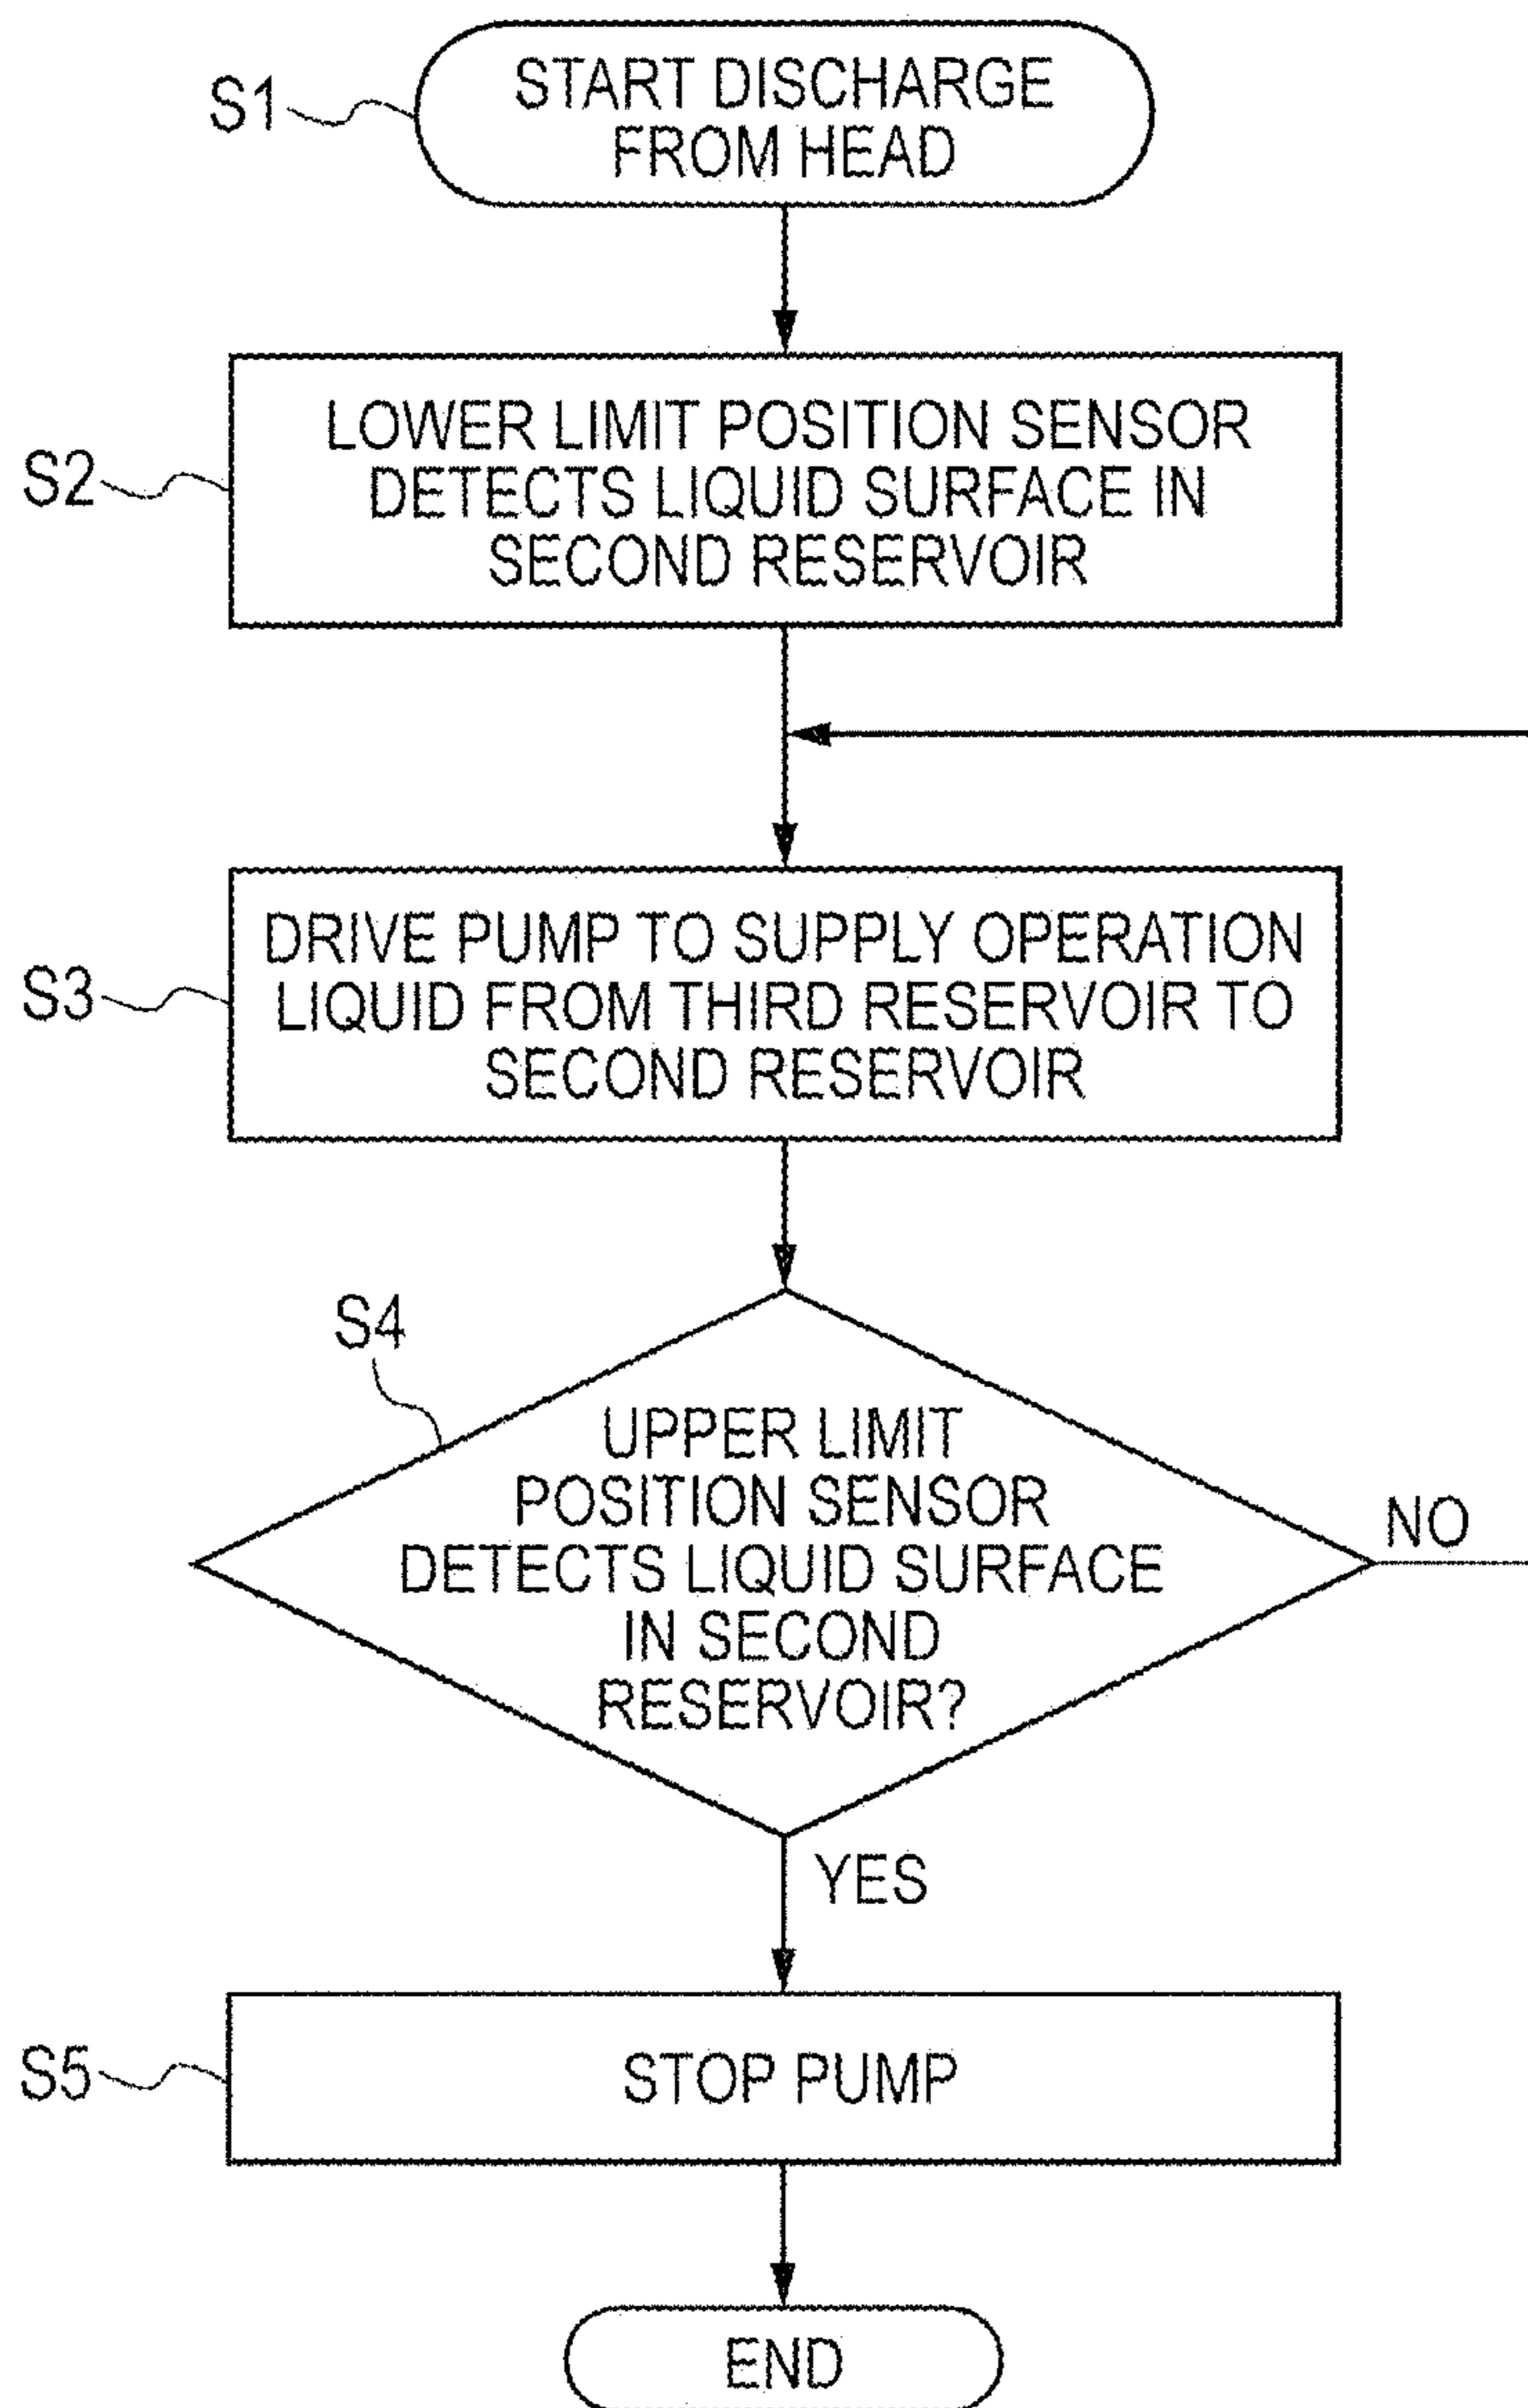 S1
START DISCHARGE
FROM HEAD
S2
LOWER LIMIT POSITION SENSOR
DETECTS LIQUID SURFACE IN
SECOND RESERVOIR
S3
DRIVE PUMP TO SUPPLY OPERATION
LIQUID FROM THIRD RESERVOIR TO
SECOND RESERVOIR
S4
UPPER LIMIT
POSITION SENSOR
DETECTS LIQUID SURFACE
IN SECOND
RESERVOIR?
NO
YES
S5
STOP PUMP
END